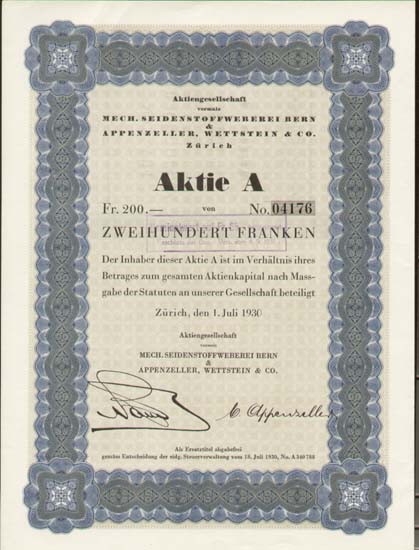 Aktiengesellschaft
vormals
MECH. SEIDENSTOFFWEBEREI BERN
&
APPENZELLER, WETTSTEIN & CO.
Zürich
Aktie A
Fr. 200.— von No. 04176
ZWEIHUNDERT FRANKEN
Der Inhaber dieser Aktie A ist im Verhältnis ihres
Betrages zum gesamten Aktienkapital nach Mass-
gabe der Statuten an unserer Gesellschaft beteiligt
Zürich, den 1. Juli 1930
Aktiengesellschaft
vormals
MECH. SEIDENSTOFFWEBEREI BERN
&
APPENZELLER, WETTSTEIN & CO.
C. Appenzeller
Als Ersatztitel abgabefrei
gemäss Entscheidung der eidg. Steuerverwaltung vom 18. Juli 1930, No. A 340 788